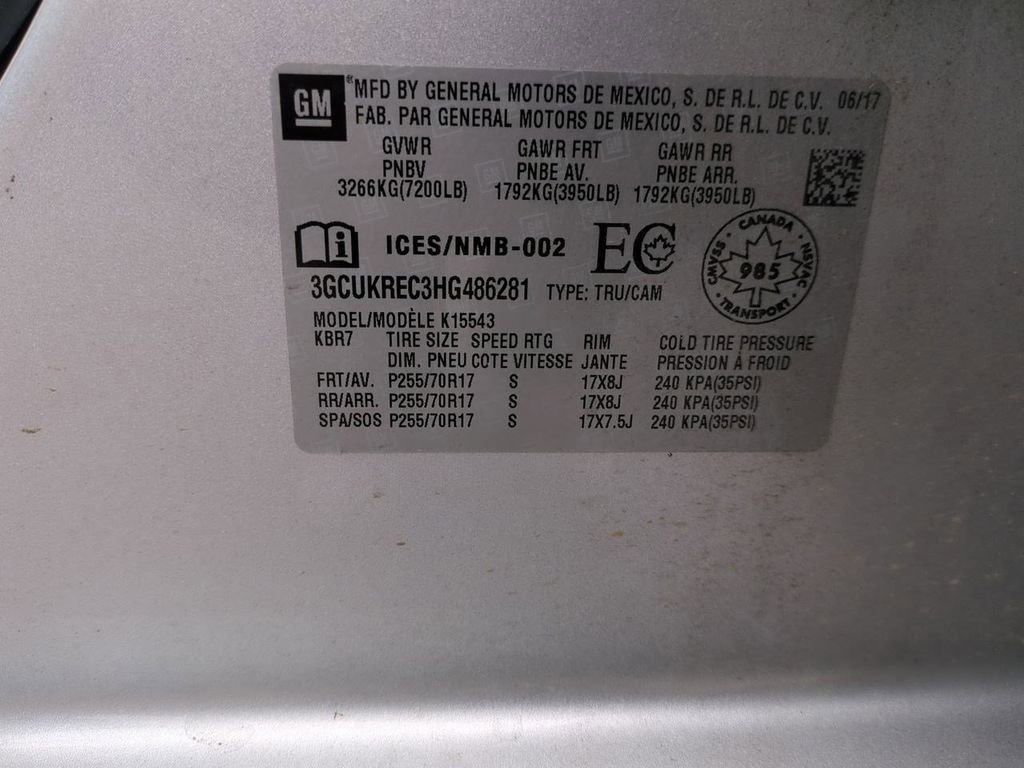 GM
® MFD BY GENERAL MOTORS DE MEXICO, S. DE R.L. DE C.V. 06/17
FAB. PAR GENERAL MOTORS DE MEXICO, S. DE R.L. DE C.V.
GVWR GAWR FRT GAWR RR
PNBV PNBE AV. PNBE ARR.
3266KG(7200LB) 1792KG(3950LB) 1792KG(3950LB)
i ICES/NMB-002 EC
CANADA
CMVSS 985 NSVAC
TRANSPORT
3GCUKREC3HG486281 TYPE: TRU/CAM
MODEL/MODÈLE K15543
KBR7 TIRE SIZE SPEED RTG RIM COLD TIRE PRESSURE
DIM. PNEU COTE VITESSE JANTE PRESSION À FROID
FRT/AV. P255/70R17 S 17X8J 240 KPA(35PSI)
RR/ARR. P255/70R17 S 17X8J 240 KPA(35PSI)
SPA/SOS P255/70R17 S 17X7.5J 240 KPA(35PSI)